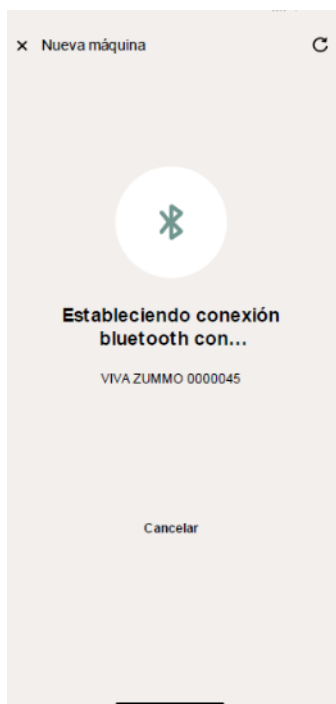 Nueva máquina
Estableciendo conexión
bluetooth con...
VIVA ZUMMO 0000045
Cancelar